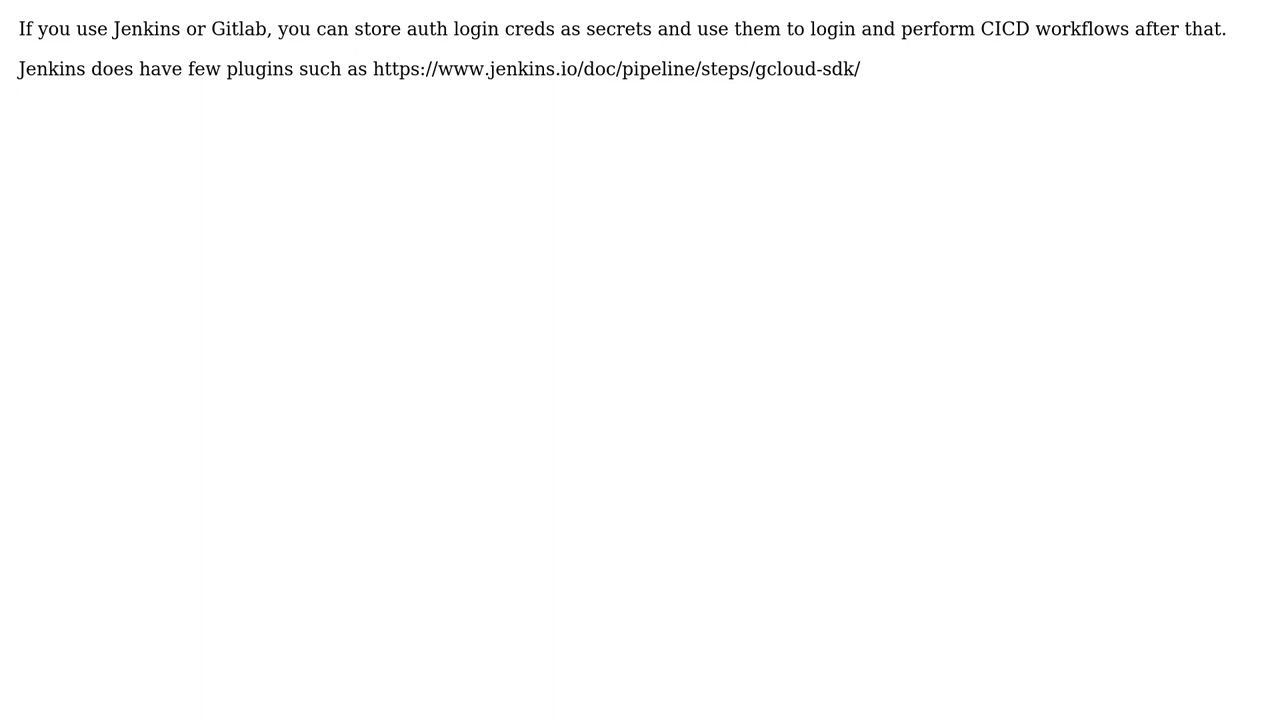 If you use Jenkins or Gitlab, you can store auth login creds as secrets and use them to login and perform CICD workflows after that.
Jenkins does have few plugins such as https://www.jenkins.io/doc/pipeline/steps/gcloud-sdk/